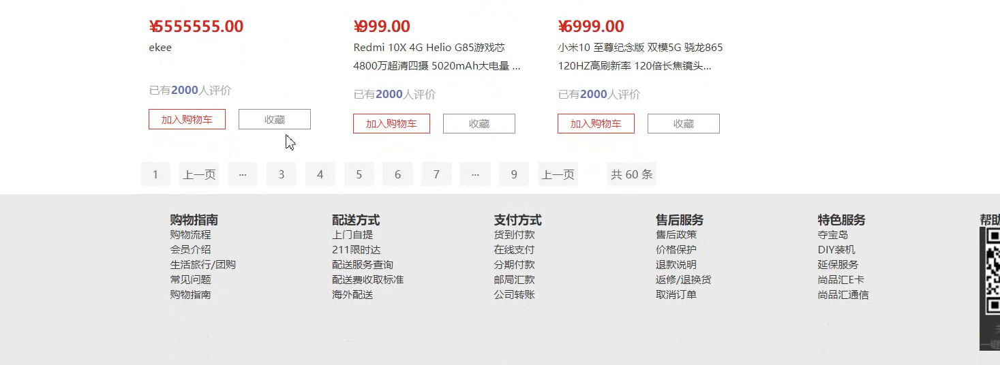 ¥5555555.00 ¥999.00 ¥6999.00
ekee Redmi 10X 4G Helio G85游戏芯 小米10 至尊纪念版 双模5G 骁龙865
4800万超清四摄 5020mAh大电量 ... 120HZ高刷新率 120倍长焦镜头...
已有2000人评价 已有2000人评价 已有2000人评价
加入购物车 收藏 加入购物车 收藏 加入购物车 收藏
1 上一页 ··· 3 4 5 6 7 ··· 9 上一页 共 60 条
购物指南 配送方式 支付方式 售后服务 特色服务 帮助
购物流程 上门自提 货到付款 售后政策 夺宝岛
会员介绍 211限时达 在线支付 价格保护 DIY装机
生活旅行/团购 配送服务查询 分期付款 退款说明 延保服务
常见问题 配送费收取标准 邮局汇款 返修/退换货 尚品汇E卡
购物指南 海外配送 公司转账 取消订单 尚品汇通信